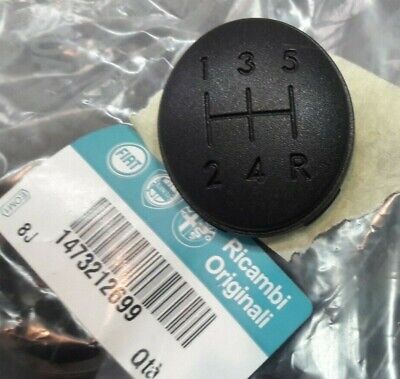 1 3 5
2 4 R
FIAT
Ricambi
Originali
8J
1473212699
Qtà